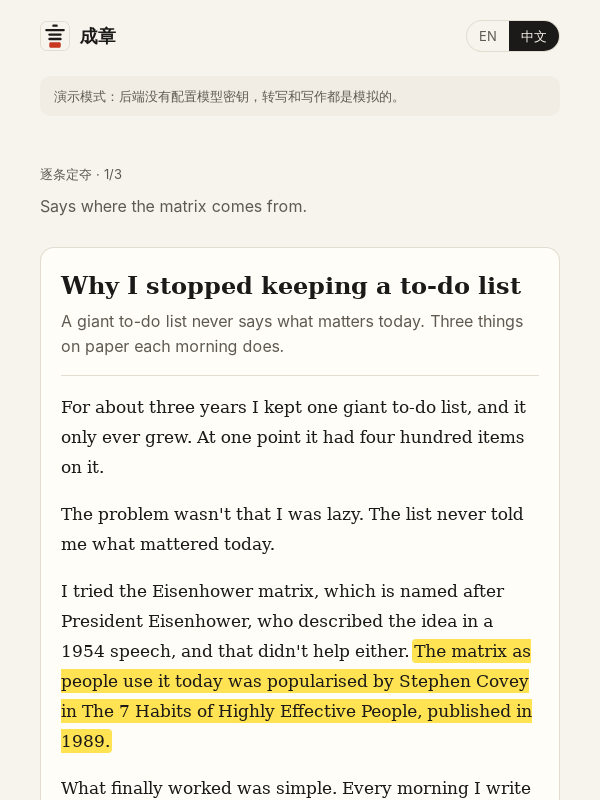 成章
EN
中文
演示模式：后端没有配置模型密钥，转写和写作都是模拟的。
逐条定夺 · 1/3
Says where the matrix comes from.
Why I stopped keeping a to-do list
A giant to-do list never says what matters today. Three things
on paper each morning does.
For about three years I kept one giant to-do list, and it
only ever grew. At one point it had four hundred items
on it.
The problem wasn't that I was lazy. The list never told
me what mattered today.
I tried the Eisenhower matrix, which is named after
President Eisenhower, who described the idea in a
1954 speech, and that didn't help either. The matrix as
people use it today was popularised by Stephen Covey
in The 7 Habits of Highly Effective People, published in
1989.
What finally worked was simple. Every morning I write